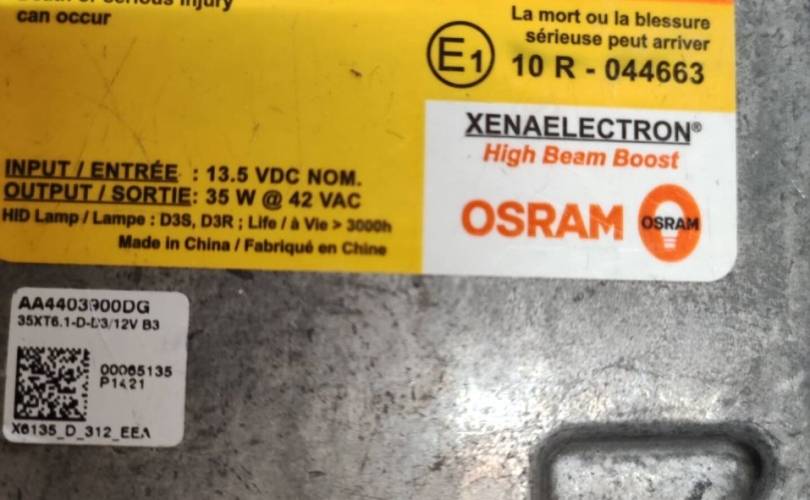 can occur
La mort ou la blessure
sérieuse peut arriver
E1 10 R - 044663
XENAELECTRON®
High Beam Boost
OSRAM OSRAM
INPUT / ENTRÉE : 13.5 VDC NOM.
OUTPUT / SORTIE: 35 W @ 42 VAC
HID Lamp / Lampe : D3S, D3R ; Life / à Vie > 3000h
Made in China / Fabriqué en Chine
AA4403900DG
35XT6.1-D-D3/12V B3
00065135
P1421
X6135_D_312_EEA